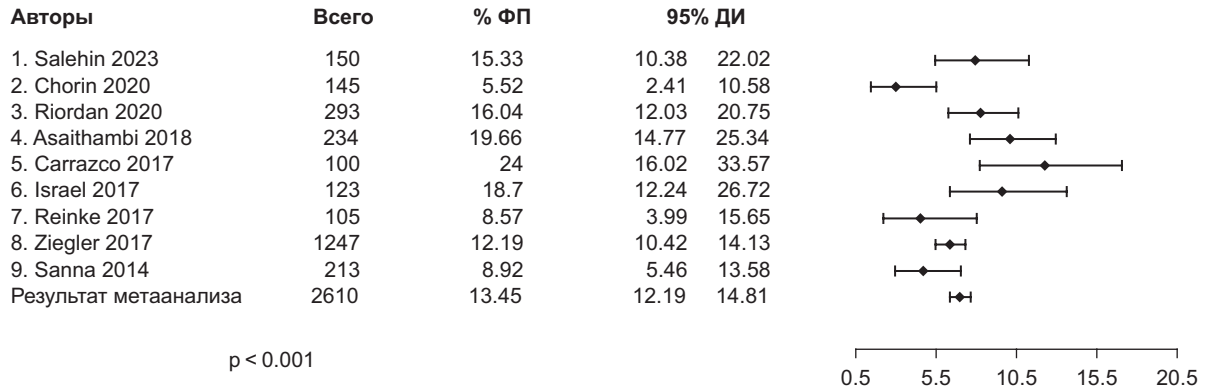 Авторы Всего % ФП 95% ДИ
1. Salehin 2023 150 15.33 10.38 22.02
2. Chorin 2020 145 5.52 2.41 10.58
3. Riordan 2020 293 16.04 12.03 20.75
4. Asaithambi 2018 234 19.66 14.77 25.34
5. Carrazco 2017 100 24 16.02 33.57
6. Israel 2017 123 18.7 12.24 26.72
7. Reinke 2017 105 8.57 3.99 15.65
8. Ziegler 2017 1247 12.19 10.42 14.13
9. Sanna 2014 213 8.92 5.46 13.58
Результат метаанализа 2610 13.45 12.19 14.81
p < 0.001
0.5 5.5 10.5 15.5 20.5